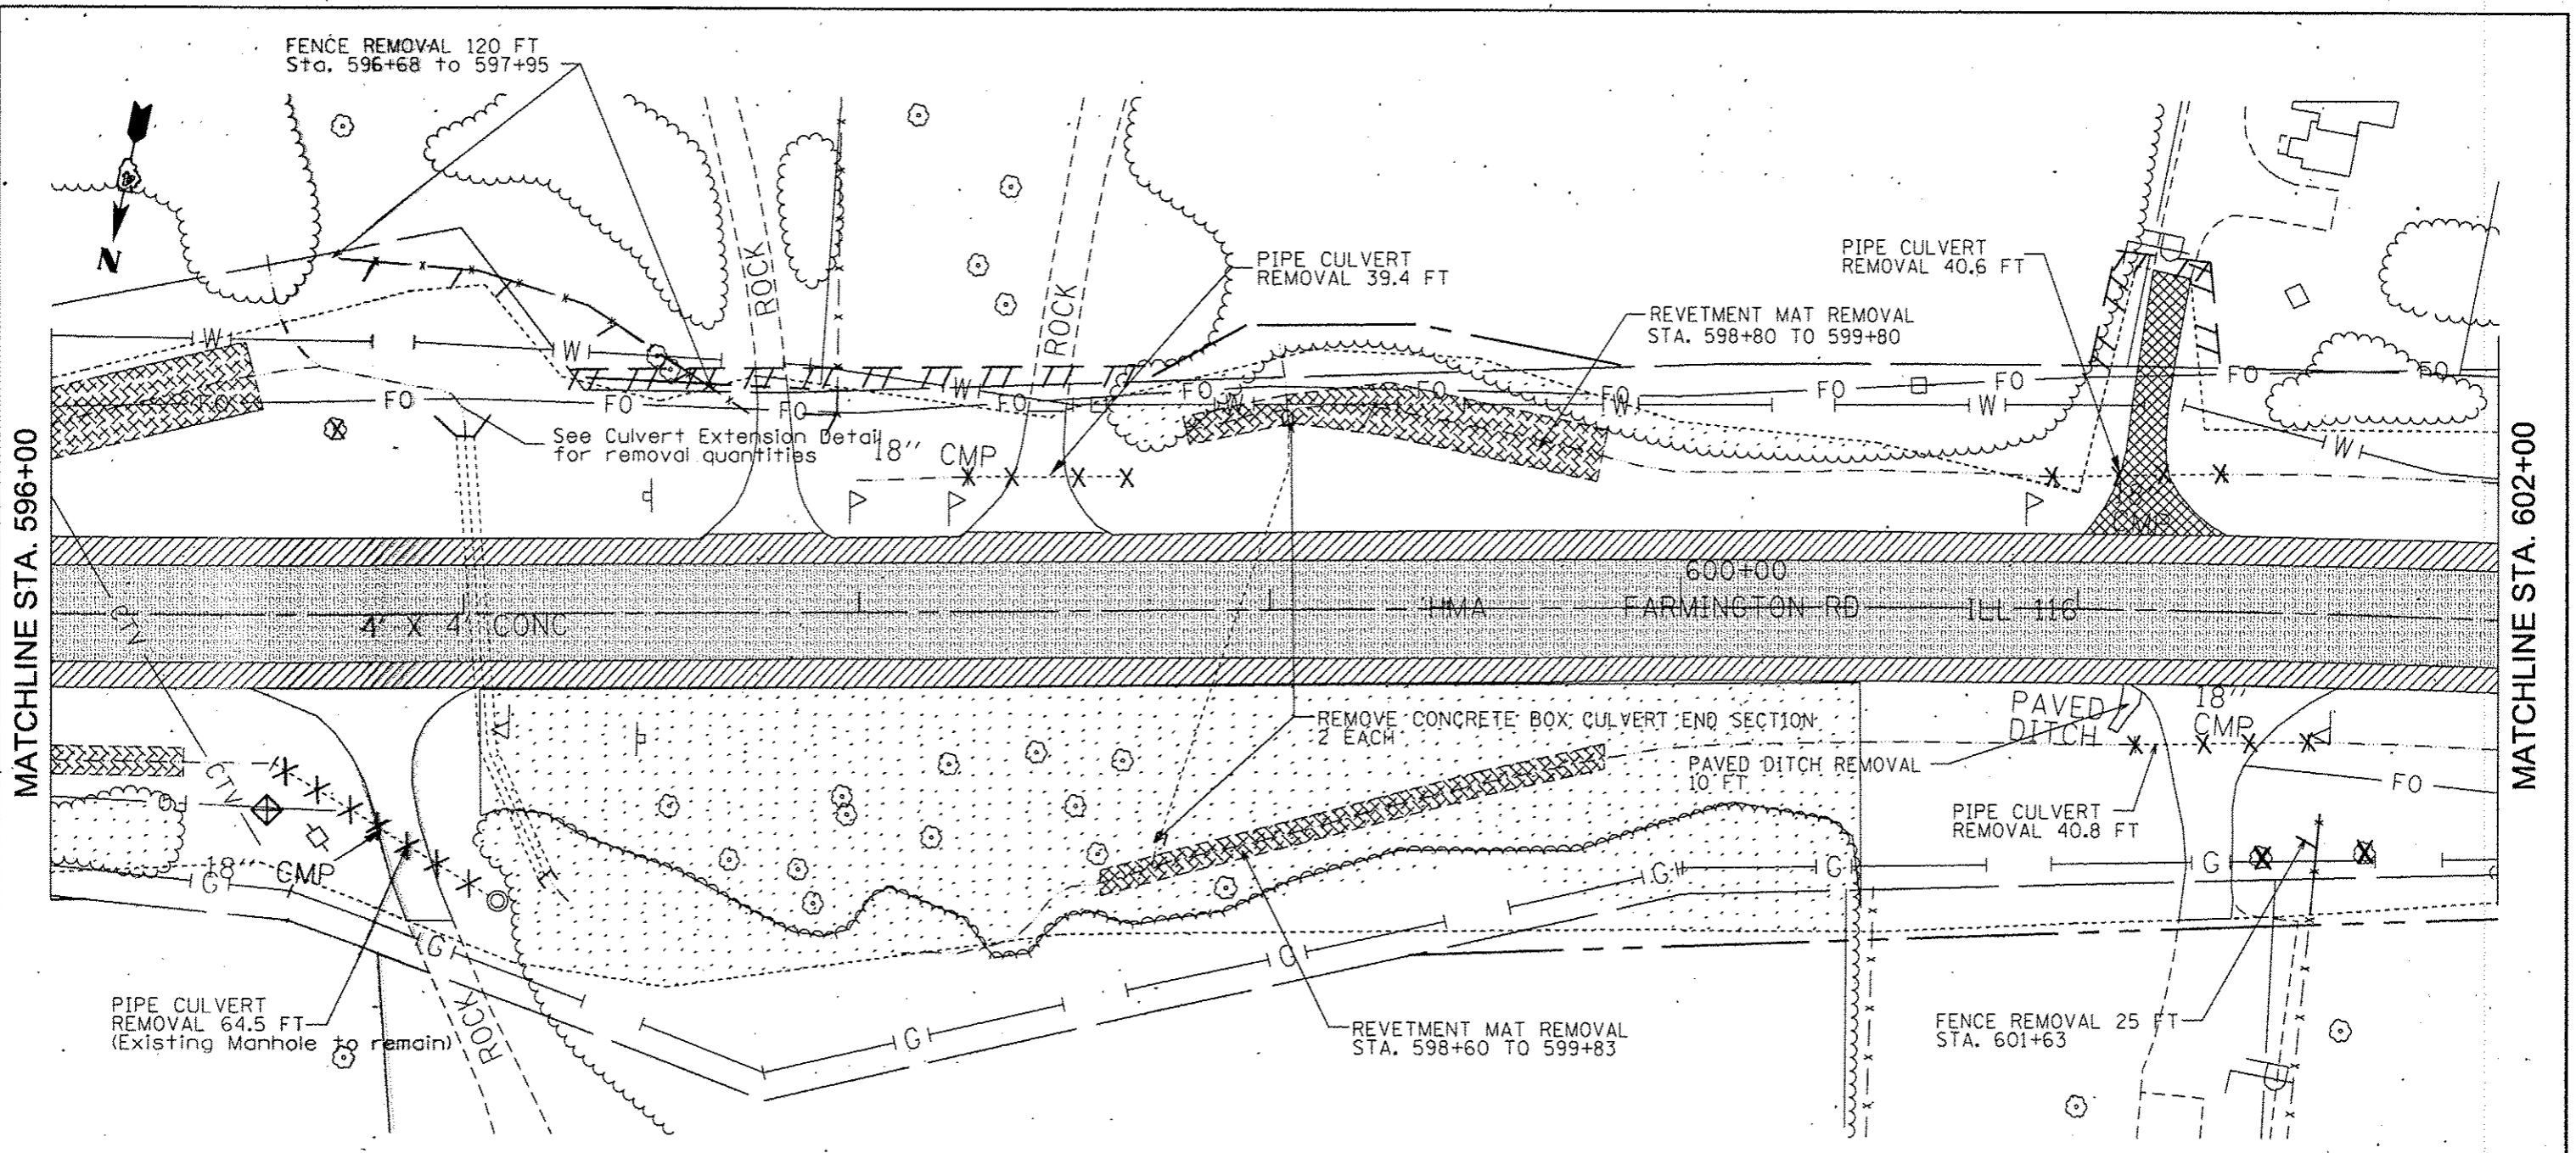 FENCE REMOVAL 120 FT
Sta. 596+68 to 597+95
N
ROCK
ROCK
PIPE CULVERT
REMOVAL 39.4 FT
PIPE CULVERT
REMOVAL 40.6 FT
REVETMENT MAT REMOVAL
STA. 598+80 TO 599+80
W
W
W
W
W
W
W
FO
FO
FO
FO
FO
FO
FO
FO
FO
FO
FO
See Culvert Extension Detail
for removal quantities
18" CMP
CMP
MATCHLINE STA. 596+00
MATCHLINE STA. 602+00
600+00
HMA
FARMINGTON RD
ILL 116
4' X 4' CONC
CTV
CTV
REMOVE CONCRETE BOX CULVERT END SECTION
2 EACH
PAVED
DITCH
18"
CMP
PAVED DITCH REMOVAL
10 FT
FO
PIPE CULVERT
REMOVAL 40.8 FT
18" CMP
G
G
G
G
G
G
G
PIPE CULVERT
REMOVAL 64.5 FT
(Existing Manhole to remain)
ROCK
REVETMENT MAT REMOVAL
STA. 598+60 TO 599+83
FENCE REMOVAL 25 FT
STA. 601+63